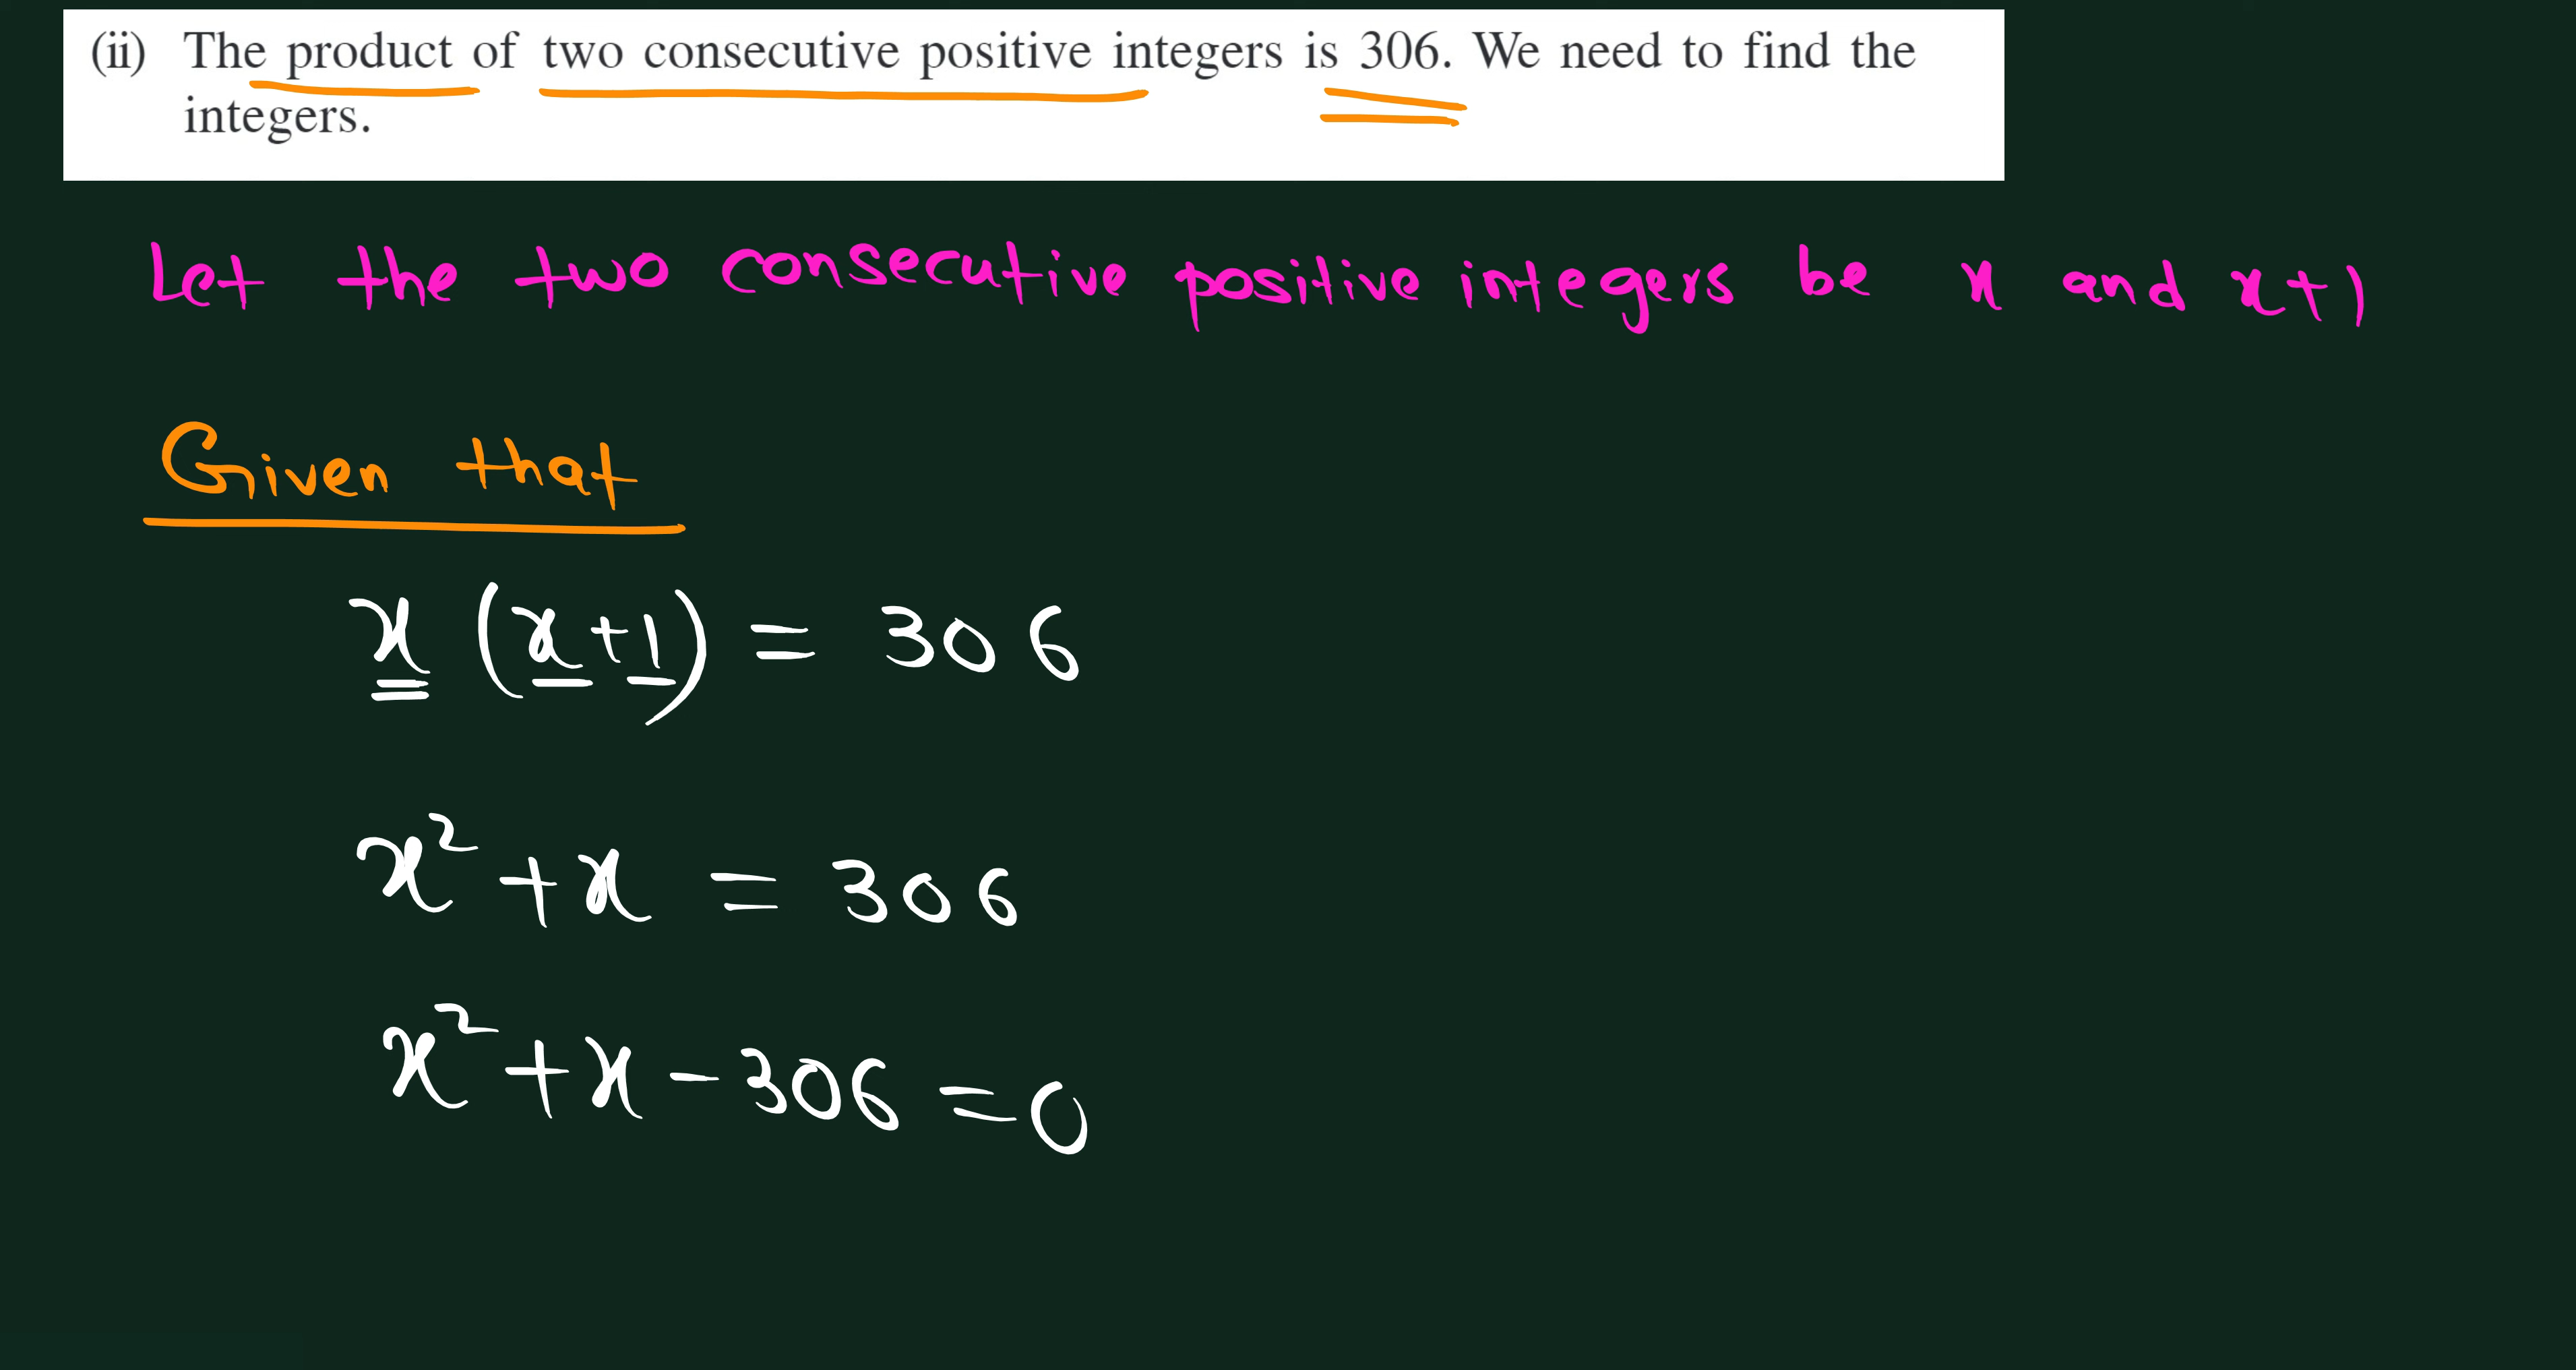 (ii) The product of two consecutive positive integers is 306. We need to find the
integers.
Let the two consecutive positive integers be x and x+1
Given that
x (x+1) = 306
x² + x = 306
x² + x - 306 = 0